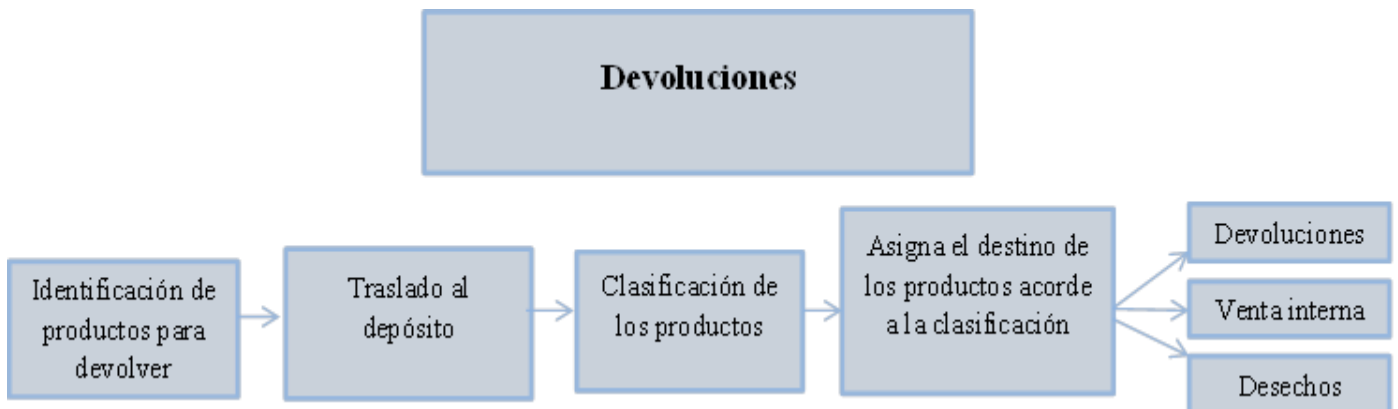 Devoluciones
Identificación de
productos para
devolver
Traslado al
depósito
Clasificación de
los productos
Asigna el destino de
los productos acorde
a la clasificación
Devoluciones
Venta interna
Desechos